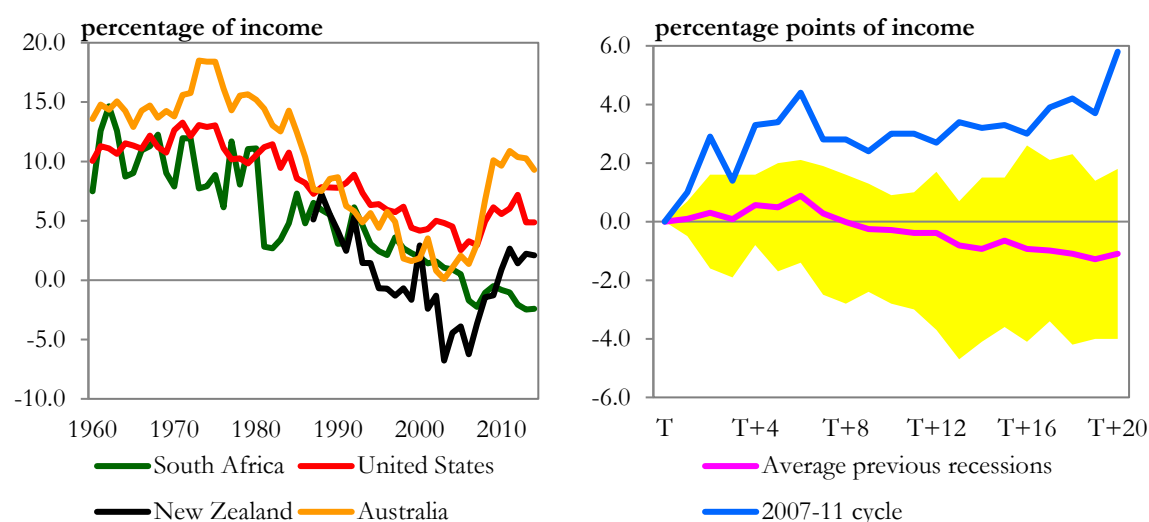 percentage of income
20.0
15.0
10.0
5.0
0.0
-5.0
-10.0
1960 1970 1980 1990 2000 2010
South Africa United States
New Zealand Australia
percentage points of income
6.0
4.0
2.0
0.0
-2.0
-4.0
-6.0
T T+4 T+8 T+12 T+16 T+20
Average previous recessions
2007-11 cycle